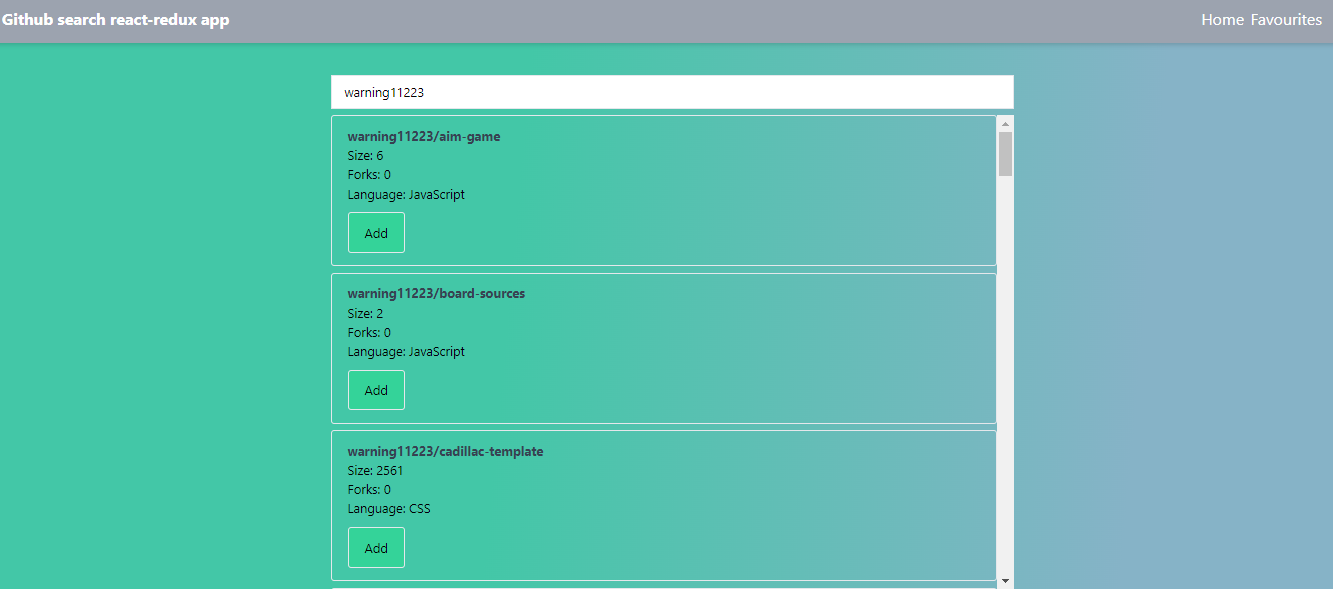 Github search react-redux app
Home Favourites
warning11223
warning11223/aim-game
Size: 6
Forks: 0
Language: JavaScript
Add
warning11223/board-sources
Size: 2
Forks: 0
Language: JavaScript
Add
warning11223/cadillac-template
Size: 2561
Forks: 0
Language: CSS
Add